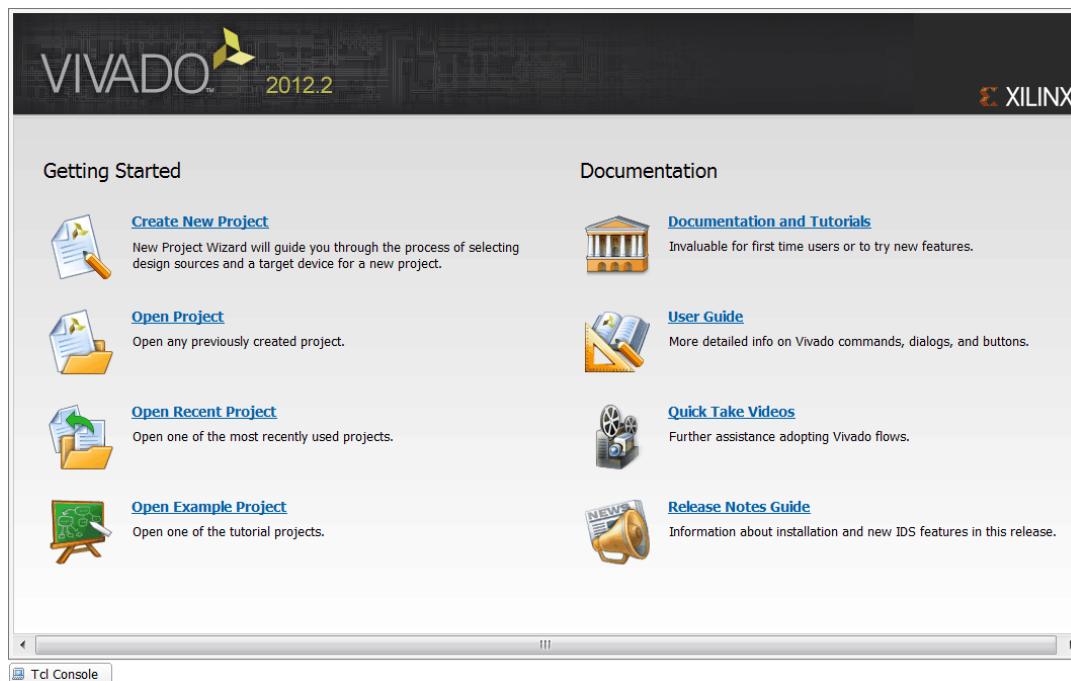 VIVADO™ 2012.2
XILINX
Getting Started
Create New Project
New Project Wizard will guide you through the process of selecting
design sources and a target device for a new project.
Open Project
Open any previously created project.
Open Recent Project
Open one of the most recently used projects.
Open Example Project
Open one of the tutorial projects.
Documentation
Documentation and Tutorials
Invaluable for first time users or to try new features.
User Guide
More detailed info on Vivado commands, dialogs, and buttons.
Quick Take Videos
Further assistance adopting Vivado flows.
NEWS
Release Notes Guide
Information about installation and new IDS features in this release.
Tcl Console